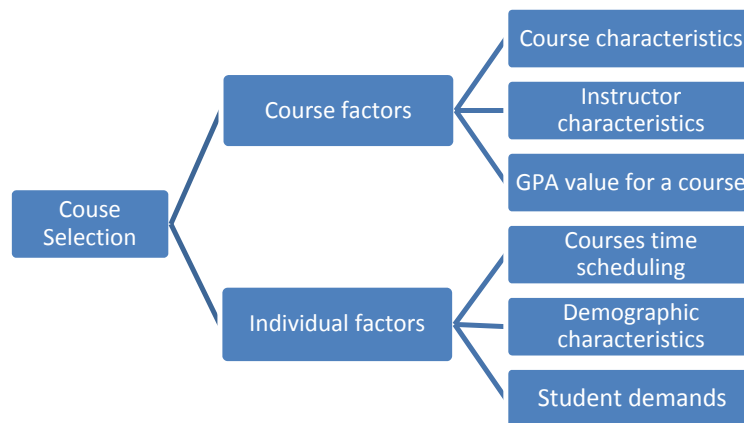 Course characteristics
Instructor
characteristics
Course factors
GPA value for a course
Couse
Selection
Courses time
scheduling
Individual factors
Demographic
characteristics
Student demands